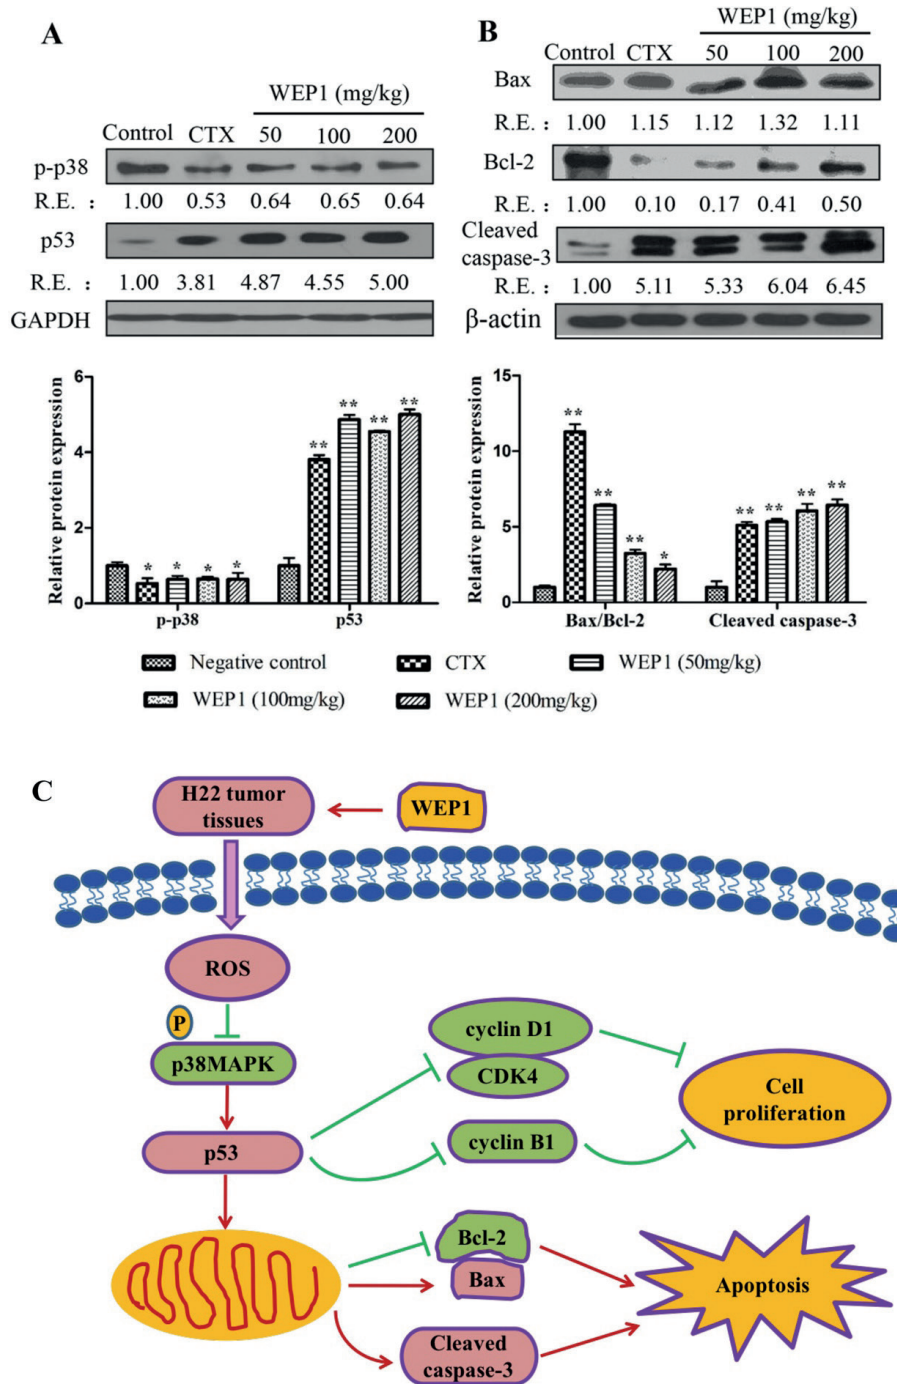 A
WEP1 (mg/kg)
Control CTX 50 100 200
p-p38
R.E. : 1.00 0.53 0.64 0.65 0.64
p53
R.E. : 1.00 3.81 4.87 4.55 5.00
GAPDH
B
WEP1 (mg/kg)
Control CTX 50 100 200
Bax
R.E. : 1.00 1.15 1.12 1.32 1.11
Bcl-2
R.E. : 1.00 0.10 0.17 0.41 0.50
Cleaved
caspase-3
R.E. : 1.00 5.11 5.33 6.04 6.45
β-actin
Relative protein expression
6
4
2
0
* * * *
** ** ** **
p-p38 p53
Relative protein expression
15
10
5
0
** ** ** *
** ** ** **
Bax/Bcl-2 Cleaved caspase-3
Negative control CTX WEP1 (50mg/kg)
WEP1 (100mg/kg) WEP1 (200mg/kg)
C
H22 tumor
tissues
WEP1
ROS
P
p38MAPK
p53
cyclin D1
CDK4
cyclin B1
Cell
proliferation
Bcl-2
Bax
Cleaved
caspase-3
Apoptosis